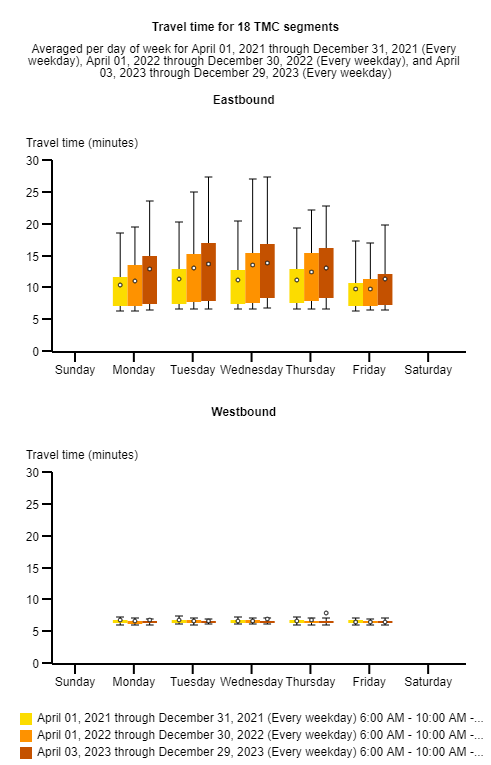 Travel time for 18 TMC segments
Averaged per day of week for April 01, 2021 through December 31, 2021 (Every
weekday), April 01, 2022 through December 30, 2022 (Every weekday), and April
03, 2023 through December 29, 2023 (Every weekday)
Eastbound
Travel time (minutes)
30
25
20
15
10
5
0
Sunday Monday Tuesday Wednesday Thursday Friday Saturday
Westbound
Travel time (minutes)
30
25
20
15
10
5
0
Sunday Monday Tuesday Wednesday Thursday Friday Saturday
April 01, 2021 through December 31, 2021 (Every weekday) 6:00 AM - 10:00 AM -...
April 01, 2022 through December 30, 2022 (Every weekday) 6:00 AM - 10:00 AM -...
April 03, 2023 through December 29, 2023 (Every weekday) 6:00 AM - 10:00 AM -...